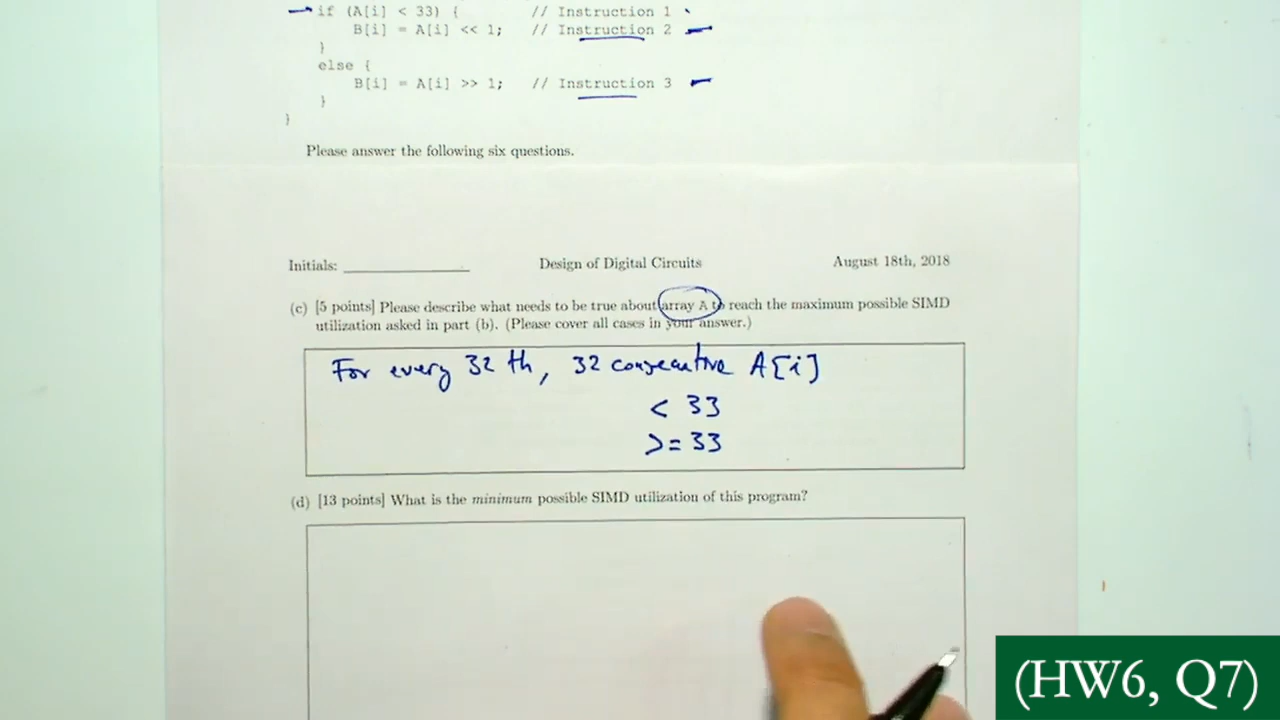 if (A[i] < 33) { // Instruction 1
B[i] = A[i] << 1; // Instruction 2
}
else {
B[i] = A[i] >> 1; // Instruction 3
}
}
Please answer the following six questions.
Initials: Design of Digital Circuits August 18th, 2018
(c) [5 points] Please describe what needs to be true about array A to reach the maximum possible SIMD
utilization asked in part (b). (Please cover all cases in your answer.)
For every 32 th, 32 consecutive A[i]
< 33
>= 33
(d) [13 points] What is the minimum possible SIMD utilization of this program?
(HW6, Q7)